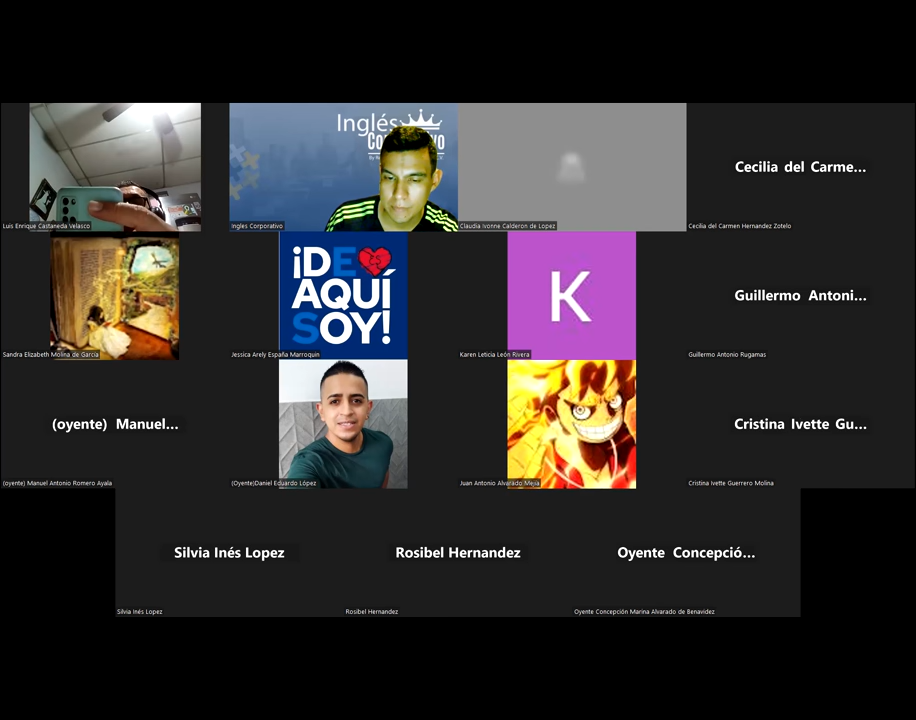 Inglés
Luis Enrique Castaneda Velasco
Ingles Corporativo
Claudia Ivonne Calderon de Lopez
Cecilia del Carme...
Cecilia del Carmen Hernandez Zotelo
Sandra Elizabeth Molina de Garcia
¡DE
AQUÍ
SOY!
Jessica Arely España Marroquin
K
Karen Leticia León Rivera
Guillermo Antoni...
Guillermo Antonio Rugamas
(oyente) Manuel...
(oyente) Manuel Antonio Romero Ayala
(Oyente)Daniel Eduardo López
Juan Antonio Alvarado Mejia
Cristina Ivette Gu...
Cristina Ivette Guerrero Molina
Silvia Inés Lopez
Silvia Inés Lopez
Rosibel Hernandez
Rosibel Hernandez
Oyente Concepció...
Oyente Concepción Marina Alvarado de Benavidez